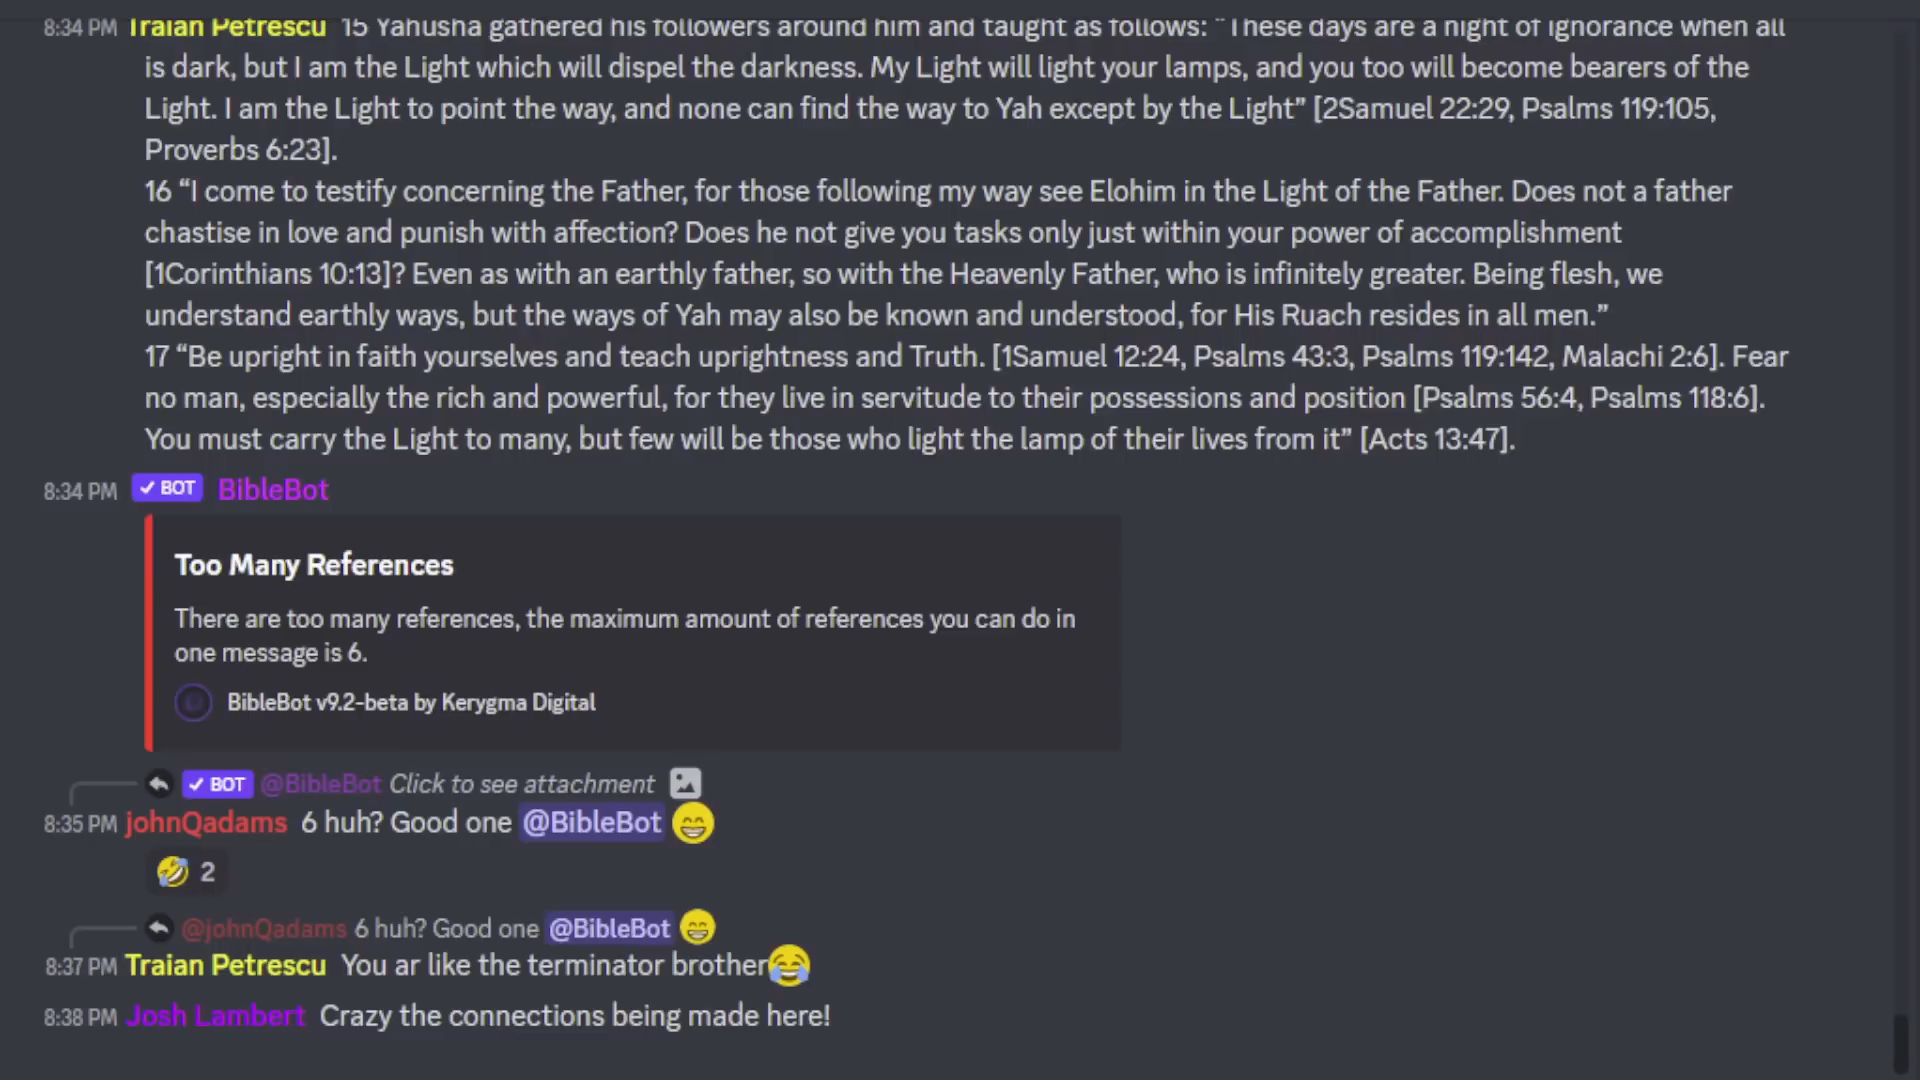 8:34 PM Traian Petrescu 15 Yahusha gathered his followers around him and taught as follows: "These days are a night of ignorance when all
is dark, but I am the Light which will dispel the darkness. My Light will light your lamps, and you too will become bearers of the
Light. I am the Light to point the way, and none can find the way to Yah except by the Light” [2Samuel 22:29, Psalms 119:105,
Proverbs 6:23].
16 “I come to testify concerning the Father, for those following my way see Elohim in the Light of the Father. Does not a father
chastise in love and punish with affection? Does he not give you tasks only just within your power of accomplishment
[1Corinthians 10:13]? Even as with an earthly father, so with the Heavenly Father, who is infinitely greater. Being flesh, we
understand earthly ways, but the ways of Yah may also be known and understood, for His Ruach resides in all men.”
17 “Be upright in faith yourselves and teach uprightness and Truth. [1Samuel 12:24, Psalms 43:3, Psalms 119:142, Malachi 2:6]. Fear
no man, especially the rich and powerful, for they live in servitude to their possessions and position [Psalms 56:4, Psalms 118:6].
You must carry the Light to many, but few will be those who light the lamp of their lives from it” [Acts 13:47].
8:34 PM ✓ BOT BibleBot
Too Many References
There are too many references, the maximum amount of references you can do in
one message is 6.
BibleBot v9.2-beta by Kerygma Digital
✓ BOT @BibleBot Click to see attachment
8:35 PM johnQadams 6 huh? Good one @BibleBot 😁
🤣 2
@johnQadams 6 huh? Good one @BibleBot 😁
8:37 PM Traian Petrescu You ar like the terminator brother😂
8:38 PM Josh Lambert Crazy the connections being made here!